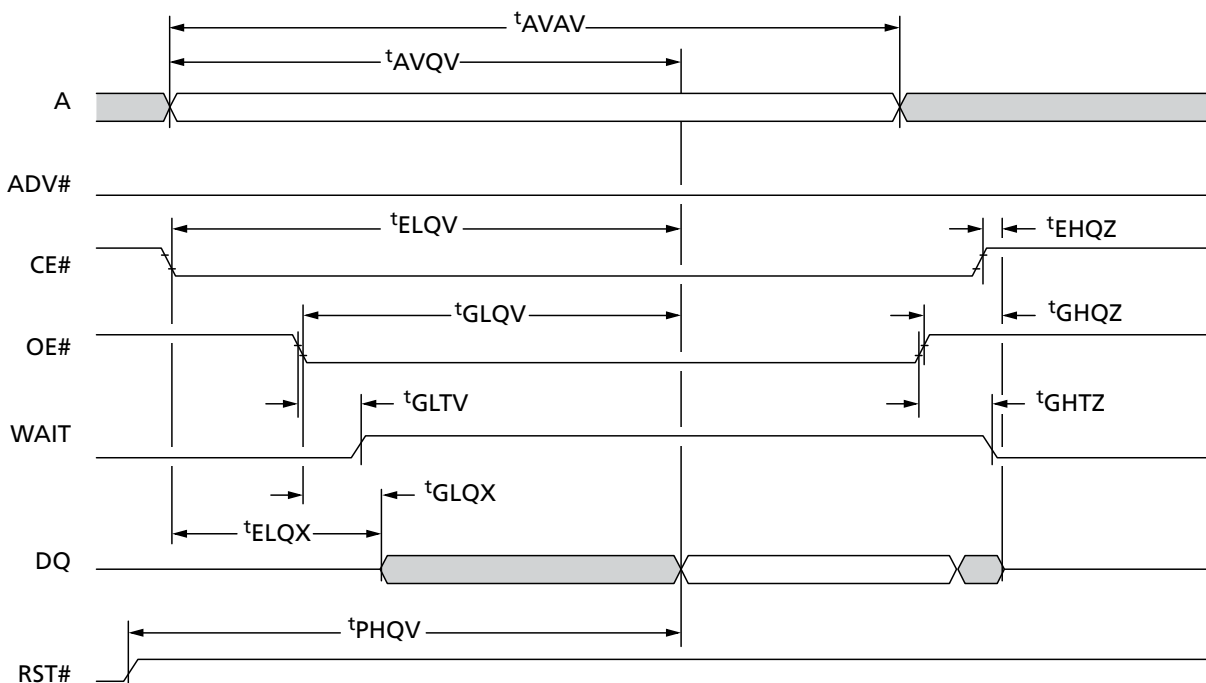 tAVAV
tAVQV
A
ADV#
tELQV
tEHQZ
CE#
tGLQV
tGHQZ
OE#
tGLTV
tGHTZ
WAIT
tGLQX
tELQX
DQ
tPHQV
RST#